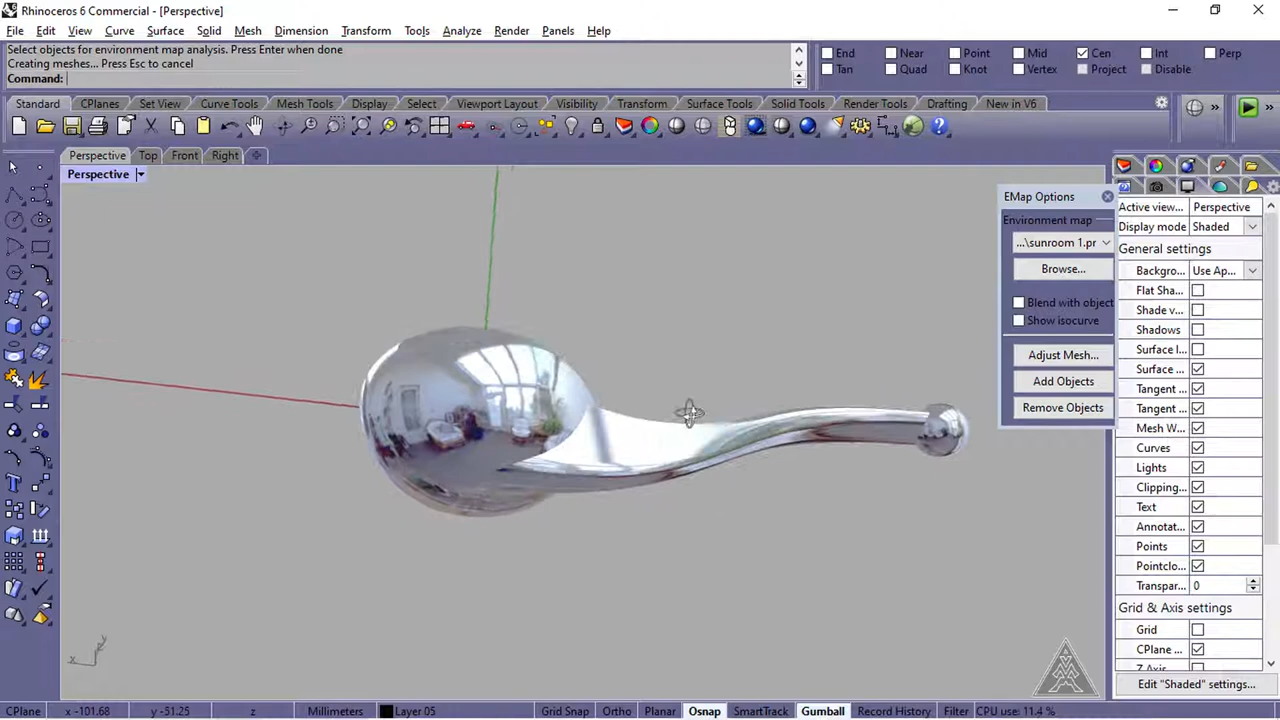 Rhinoceros 6 Commercial - [Perspective]
File Edit View Curve Surface Solid Mesh Dimension Transform Tools Analyze Render Panels Help
Select objects for environment map analysis. Press Enter when done
Creating meshes... Press Esc to cancel
Command:
End Near Point Mid Cen Int Perp
Tan Quad Knot Vertex Project Disable
Standard CPlanes Set View Curve Tools Mesh Tools Display Select Viewport Layout Visibility Transform Surface Tools Solid Tools Render Tools Drafting New in V6
Perspective Top Front Right
Perspective
EMap Options
Environment map
...\sunroom 1.pr
Browse...
Blend with object
Show isocurve
Adjust Mesh...
Add Objects
Remove Objects
Active view... Perspective
Display mode Shaded
General settings
Backgro... Use Ap...
Flat Sha...
Shade v...
Shadows
Surface I...
Surface ...
Tangent ...
Tangent ...
Mesh W...
Curves
Lights
Clipping...
Text
Annotat...
Points
Pointclo...
Transpar... 0
Grid & Axis settings
Grid
CPlane ...
Z Axis
Edit "Shaded" settings...
x y
CPlane x -101.68 y -51.25 z Millimeters Layer 05 Grid Snap Ortho Planar Osnap SmartTrack Gumball Record History Filter CPU use: 11.4 %